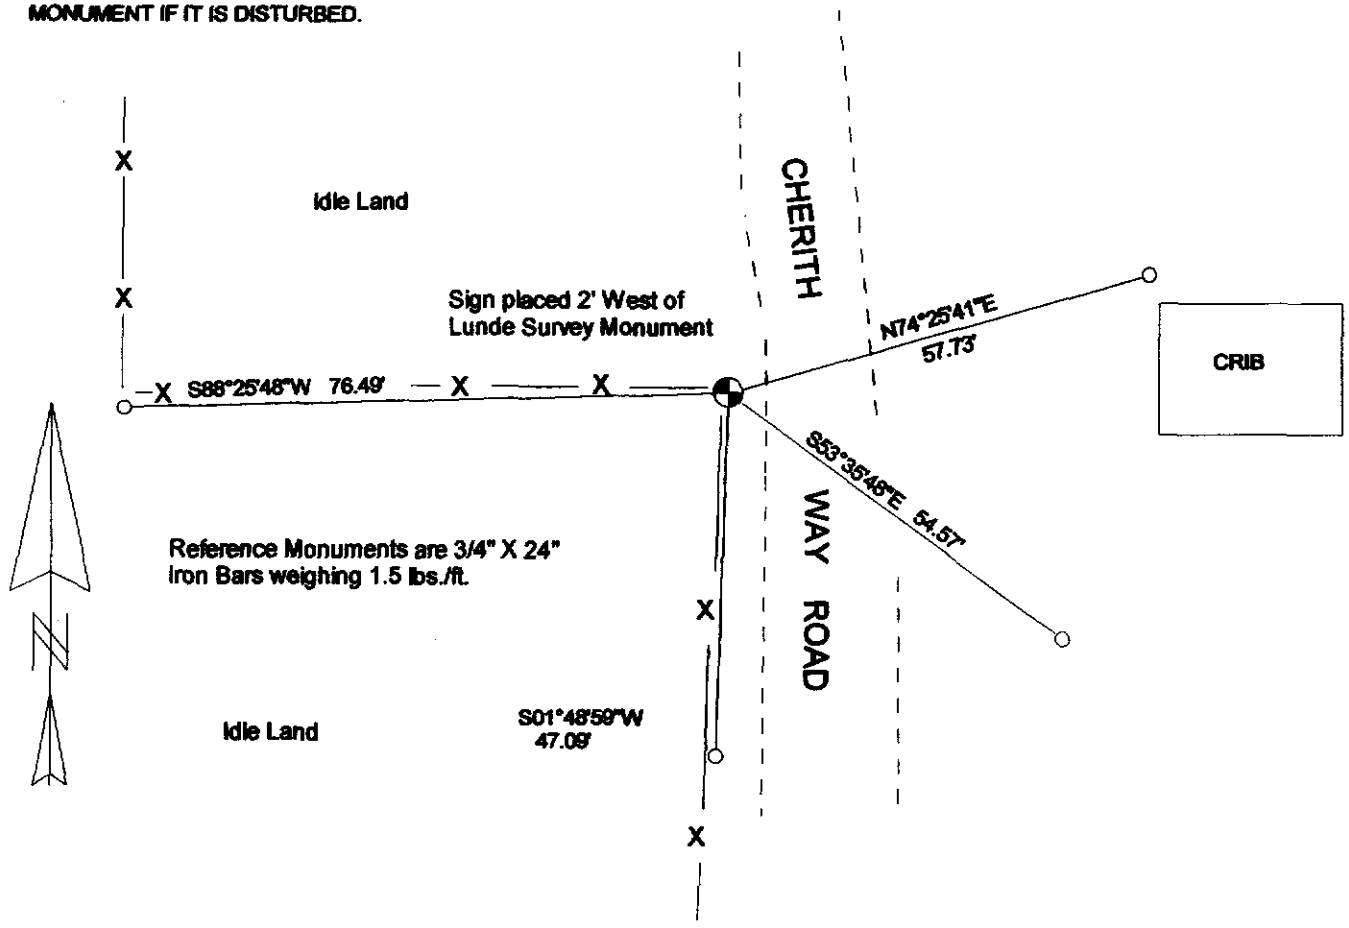 MONUMENT IF IT IS DISTURBED.
X
Idle Land
CHERITH
X
Sign placed 2' West of
Lunde Survey Monument
N74°25'41"E
57.73'
CRIB
X S88°25'48"W 76.49' X X
S53°35'48"E 54.57'
WAY ROAD
Reference Monuments are 3/4" X 24"
Iron Bars weighing 1.5 lbs./ft.
X
N
S01°48'59"W
47.09'
Idle Land
X